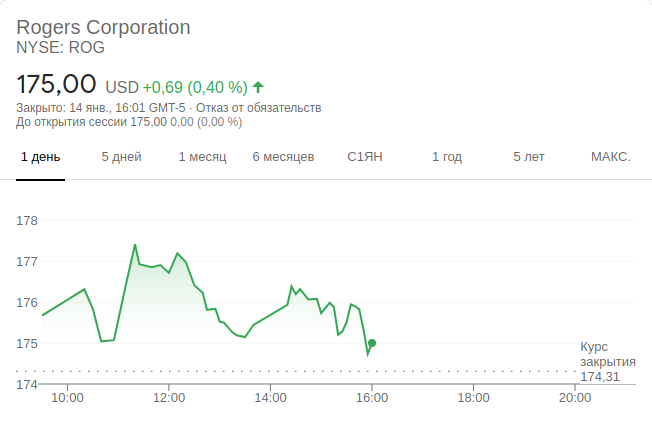 Rogers Corporation
NYSE: ROG
175,00 USD +0,69 (0,40 %)
Закрыто: 14 янв., 16:01 GMT-5 · Отказ от обязательств
До открытия сессии 175,00 0,00 (0,00 %)
1 день 5 дней 1 месяц 6 месяцев С1ЯН 1 год 5 лет МАКС.
178
177
176
175
Курс
закрытия
174,31
174
10:00 12:00 14:00 16:00 18:00 20:00